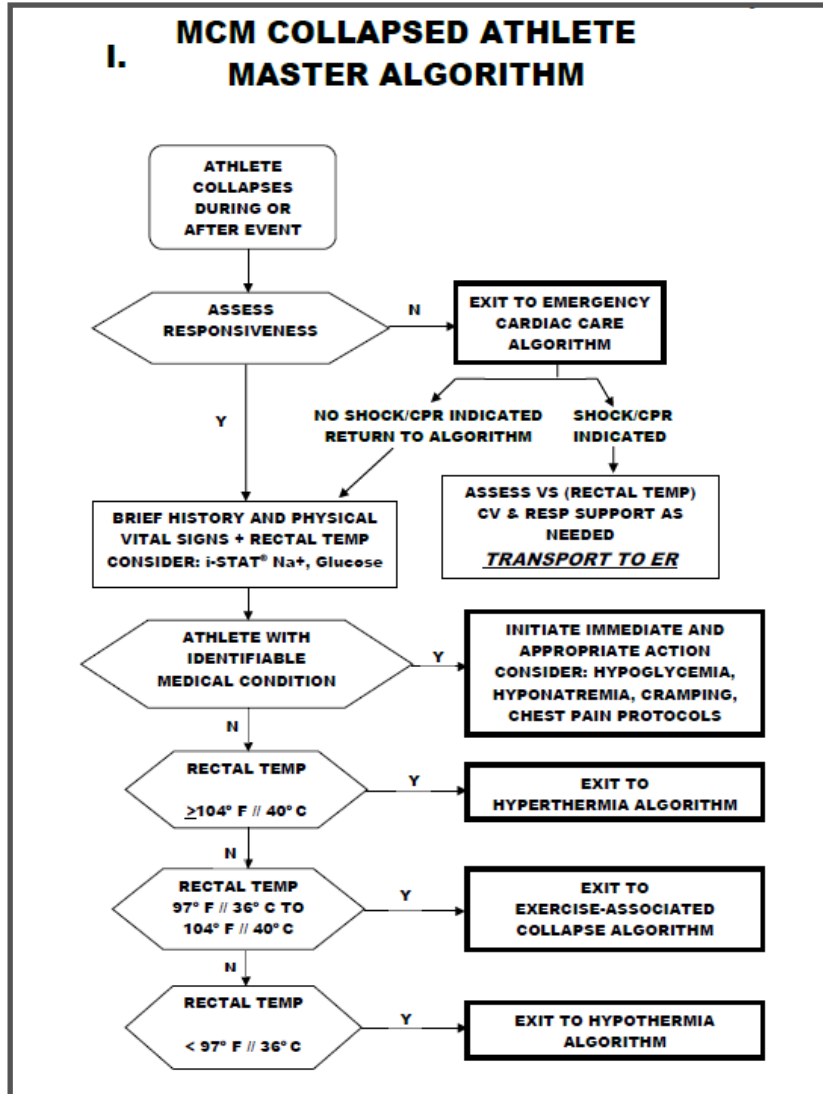 I.
MCM COLLAPSED ATHLETE
MASTER ALGORITHM
ATHLETE
COLLAPSES
DURING OR
AFTER EVENT
ASSESS
RESPONSIVENESS
N
EXIT TO EMERGENCY
CARDIAC CARE
ALGORITHM
Y
NO SHOCK/CPR INDICATED
RETURN TO ALGORITHM
SHOCK/CPR
INDICATED
BRIEF HISTORY AND PHYSICAL
VITAL SIGNS + RECTAL TEMP
CONSIDER: i-STAT® Na+, Glucose
ASSESS VS (RECTAL TEMP)
CV & RESP SUPPORT AS
NEEDED
TRANSPORT TO ER
ATHLETE WITH
IDENTIFIABLE
MEDICAL CONDITION
Y
INITIATE IMMEDIATE AND
APPROPRIATE ACTION
CONSIDER: HYPOGLYCEMIA,
HYPONATREMIA, CRAMPING,
CHEST PAIN PROTOCOLS
N
RECTAL TEMP
≥104° F // 40° C
Y
EXIT TO
HYPERTHERMIA ALGORITHM
N
RECTAL TEMP
97° F // 36° C TO
104° F // 40° C
Y
EXIT TO
EXERCISE-ASSOCIATED
COLLAPSE ALGORITHM
N
RECTAL TEMP
< 97° F // 36° C
Y
EXIT TO HYPOTHERMIA
ALGORITHM